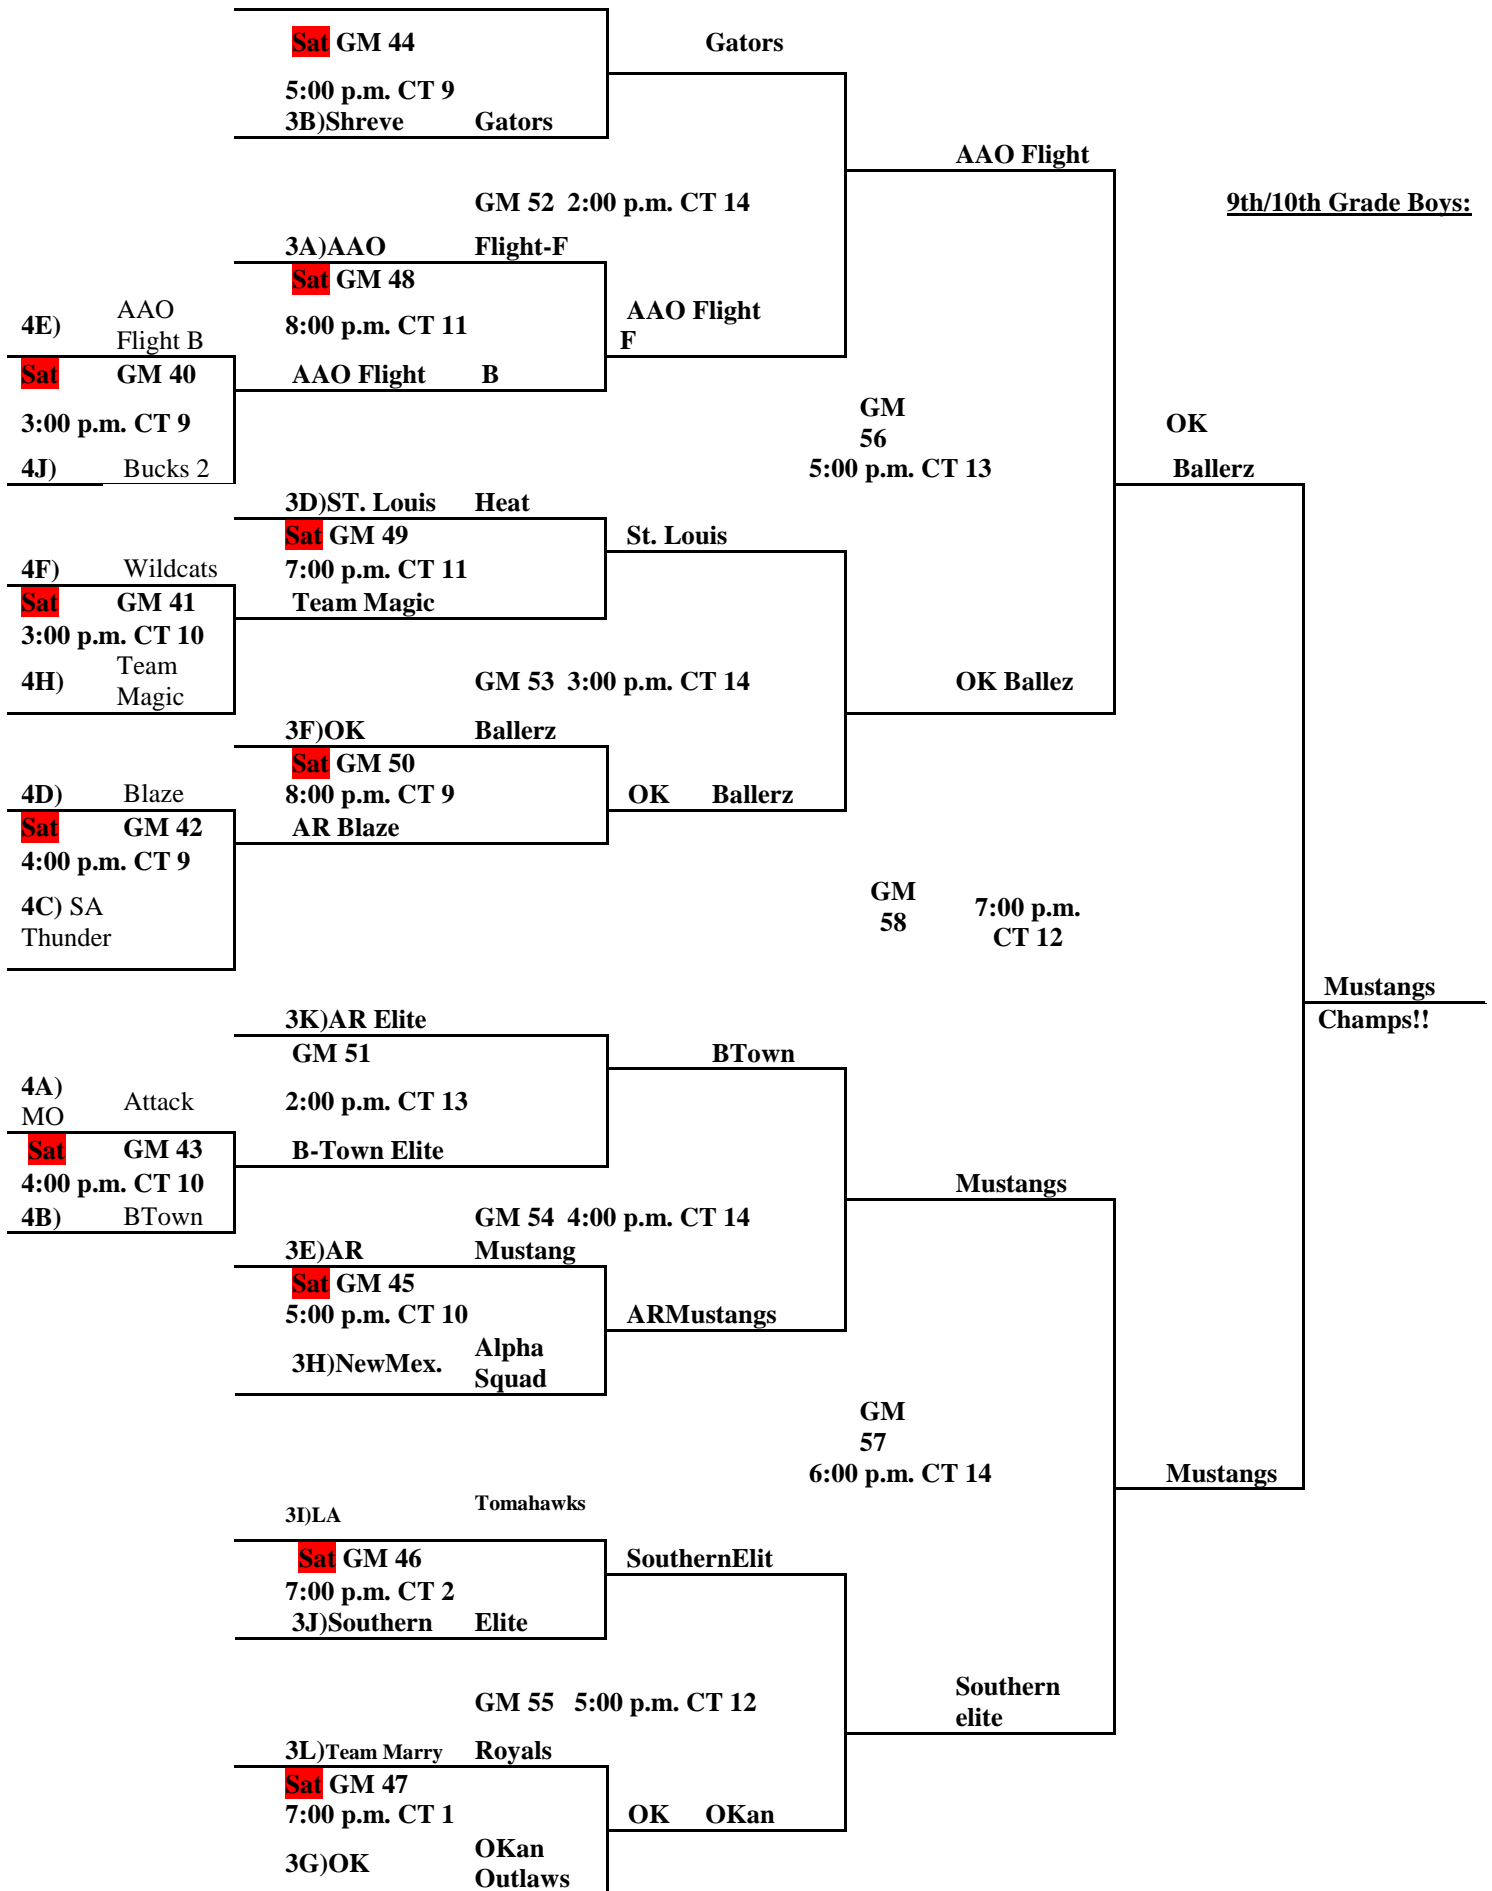 Sat GM 44 Gators
5:00 p.m. CT 9
3B)Shreve Gators
AAO Flight
GM 52 2:00 p.m. CT 14 9th/10th Grade Boys:
3A)AAO Flight-F
Sat GM 48
4E) AAO Flight B 8:00 p.m. CT 11 AAO Flight F
Sat GM 40 AAO Flight B
3:00 p.m. CT 9
GM 56 OK
4J) Bucks 2 5:00 p.m. CT 13 Ballerz
3D)ST. Louis Heat
Sat GM 49 St. Louis
4F) Wildcats 7:00 p.m. CT 11
Sat GM 41 Team Magic
3:00 p.m. CT 10
4H) Team Magic GM 53 3:00 p.m. CT 14 OK Ballez
3F)OK Ballerz
Sat GM 50
4D) Blaze 8:00 p.m. CT 9 OK Ballerz
Sat GM 42 AR Blaze
4:00 p.m. CT 9
4C) SA Thunder GM 58 7:00 p.m. CT 12
Mustangs
3K)AR Elite Champs!!
GM 51 BTown
4A) MO Attack 2:00 p.m. CT 13
Sat GM 43 B-Town Elite
4:00 p.m. CT 10 Mustangs
4B) BTown GM 54 4:00 p.m. CT 14
3E)AR Mustang
Sat GM 45
5:00 p.m. CT 10 ARMustangs
3H)NewMex. Alpha Squad
GM 57
6:00 p.m. CT 14 Mustangs
3I)LA Tomahawks
Sat GM 46 SouthernElit
7:00 p.m. CT 2
3J)Southern Elite
GM 55 5:00 p.m. CT 12 Southern elite
3L)Team Marry Royals
Sat GM 47
7:00 p.m. CT 1 OK OKan
3G)OK OKan Outlaws